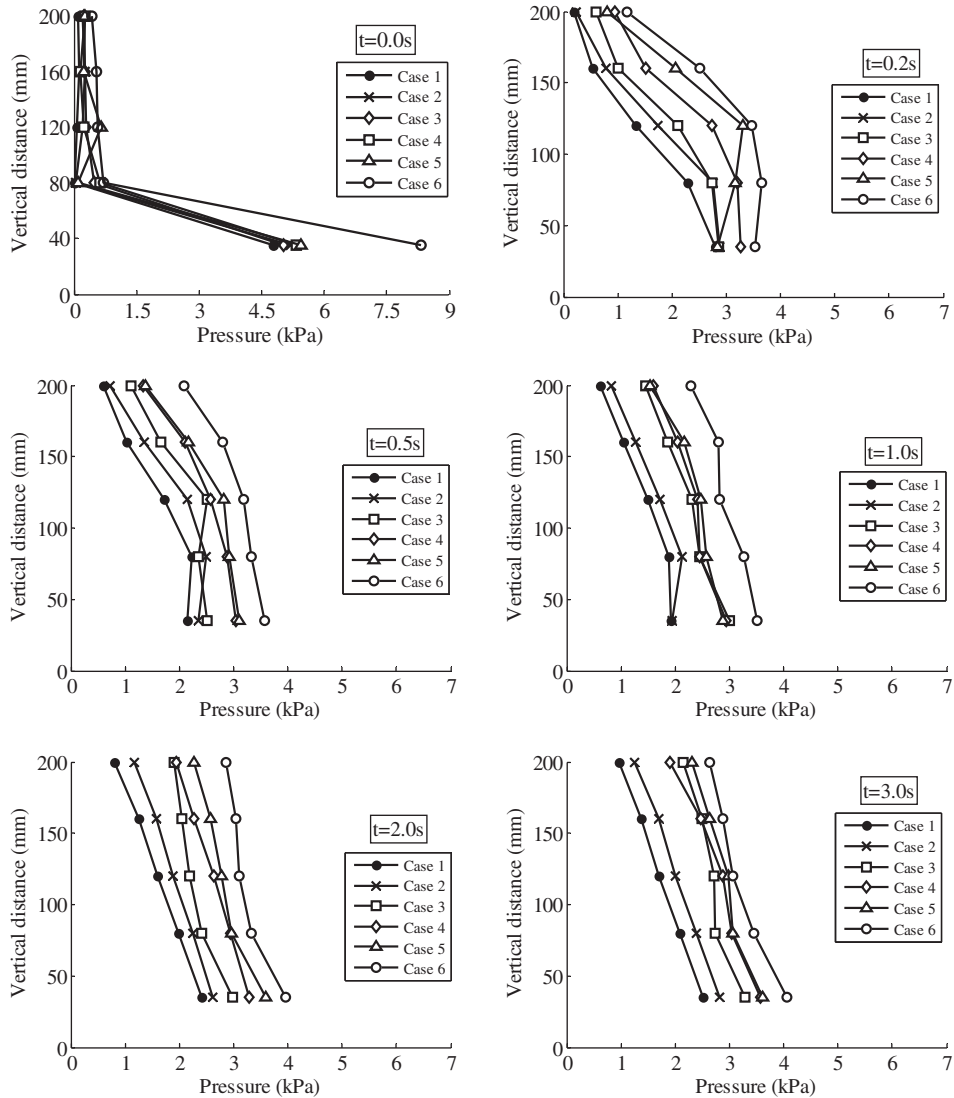 t=0.0s
Case 1
Case 2
Case 3
Case 4
Case 5
Case 6
Vertical distance (mm)
200
160
120
80
40
0
0 1.5 3 4.5 6 7.5 9
Pressure (kPa)
t=0.2s
Case 1
Case 2
Case 3
Case 4
Case 5
Case 6
Vertical distance (mm)
200
150
100
50
0
0 1 2 3 4 5 6 7
Pressure (kPa)
t=0.5s
Case 1
Case 2
Case 3
Case 4
Case 5
Case 6
Vertical distance (mm)
200
150
100
50
0
0 1 2 3 4 5 6 7
Pressure (kPa)
t=1.0s
Case 1
Case 2
Case 3
Case 4
Case 5
Case 6
Vertical distance (mm)
200
150
100
50
0
0 1 2 3 4 5 6 7
Pressure (kPa)
t=2.0s
Case 1
Case 2
Case 3
Case 4
Case 5
Case 6
Vertical distance (mm)
200
150
100
50
0
0 1 2 3 4 5 6 7
Pressure (kPa)
t=3.0s
Case 1
Case 2
Case 3
Case 4
Case 5
Case 6
Vertical distance (mm)
200
150
100
50
0
0 1 2 3 4 5 6 7
Pressure (kPa)